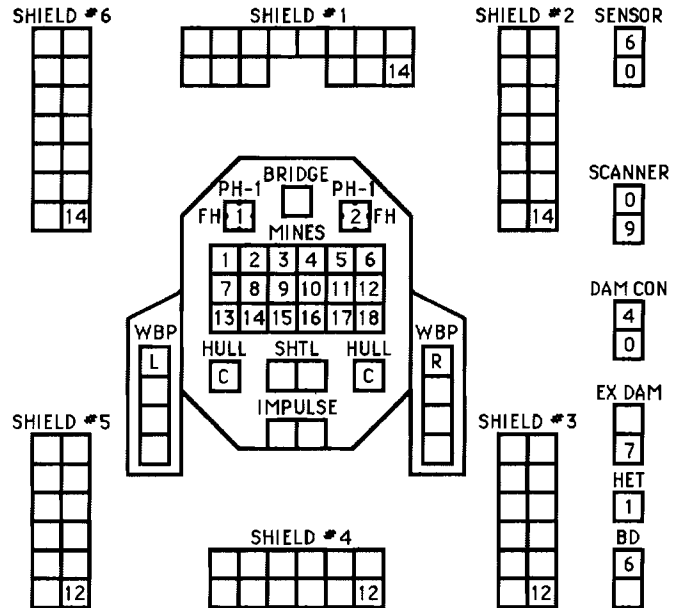 SHIELD #6
SHIELD #1
SHIELD #2
SENSOR
6
0
14
14
14
SCANNER
0
9
BRIDGE
PH-1 PH-1
FH 1 2 FH
MINES
1 2 3 4 5 6
7 8 9 10 11 12
13 14 15 16 17 18
DAM CON
4
0
WBP WBP
L R
HULL SHTL HULL
C C
IMPULSE
EX DAM
7
SHIELD #5
SHIELD #3
HET
1
SHIELD #4
BD
6
12
12
12